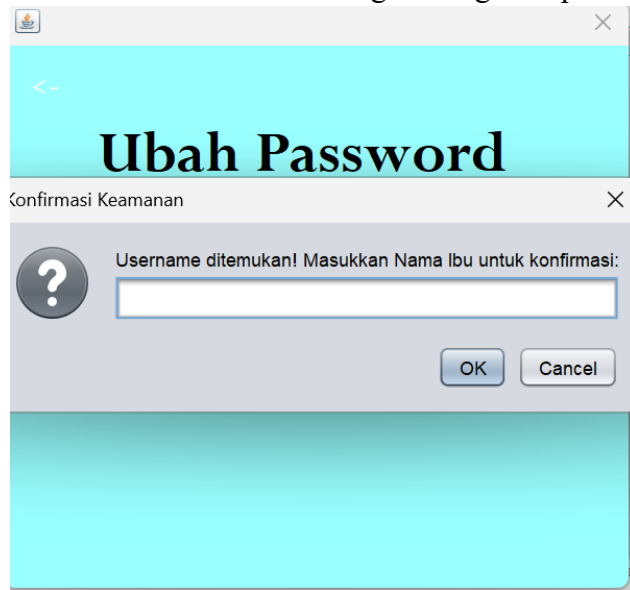 <-
Ubah Password
Konfirmasi Keamanan
Username ditemukan! Masukkan Nama Ibu untuk konfirmasi:
OK Cancel